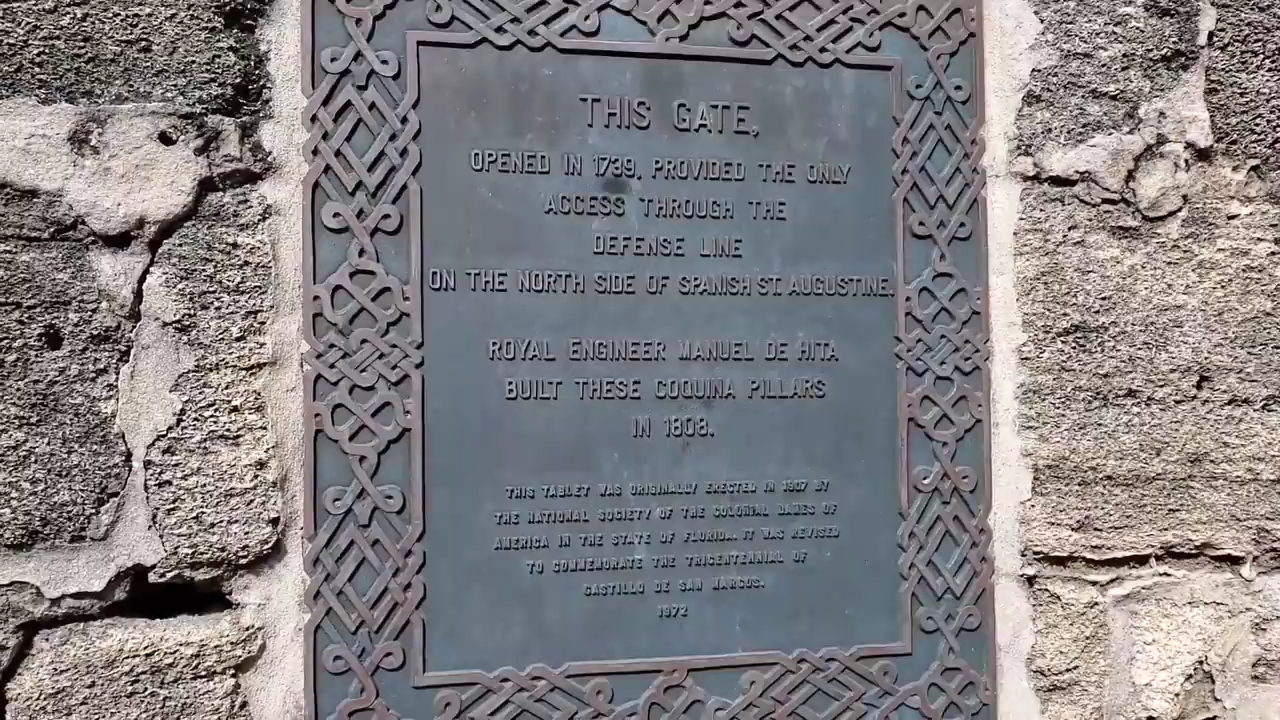 THIS GATE,
OPENED IN 1739, PROVIDED THE ONLY
ACCESS THROUGH THE
DEFENSE LINE
ON THE NORTH SIDE OF SPANISH ST. AUGUSTINE.
ROYAL ENGINEER MANUEL DE HITA
BUILT THESE COQUINA PILLARS
IN 1808.
THIS TABLET WAS ORIGINALLY ERECTED IN 1907 BY
THE NATIONAL SOCIETY OF THE COLONIAL DAMES OF
AMERICA IN THE STATE OF FLORIDA. IT WAS REVISED
TO COMMEMORATE THE TRICENTENNIAL OF
CASTILLO DE SAN MARCOS.
1972